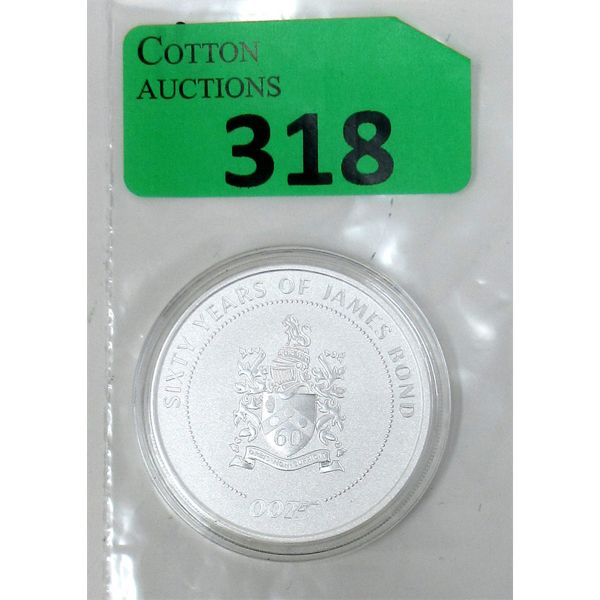 COTTON
AUCTIONS
318
SIXTY YEARS OF JAMES BOND
60
007